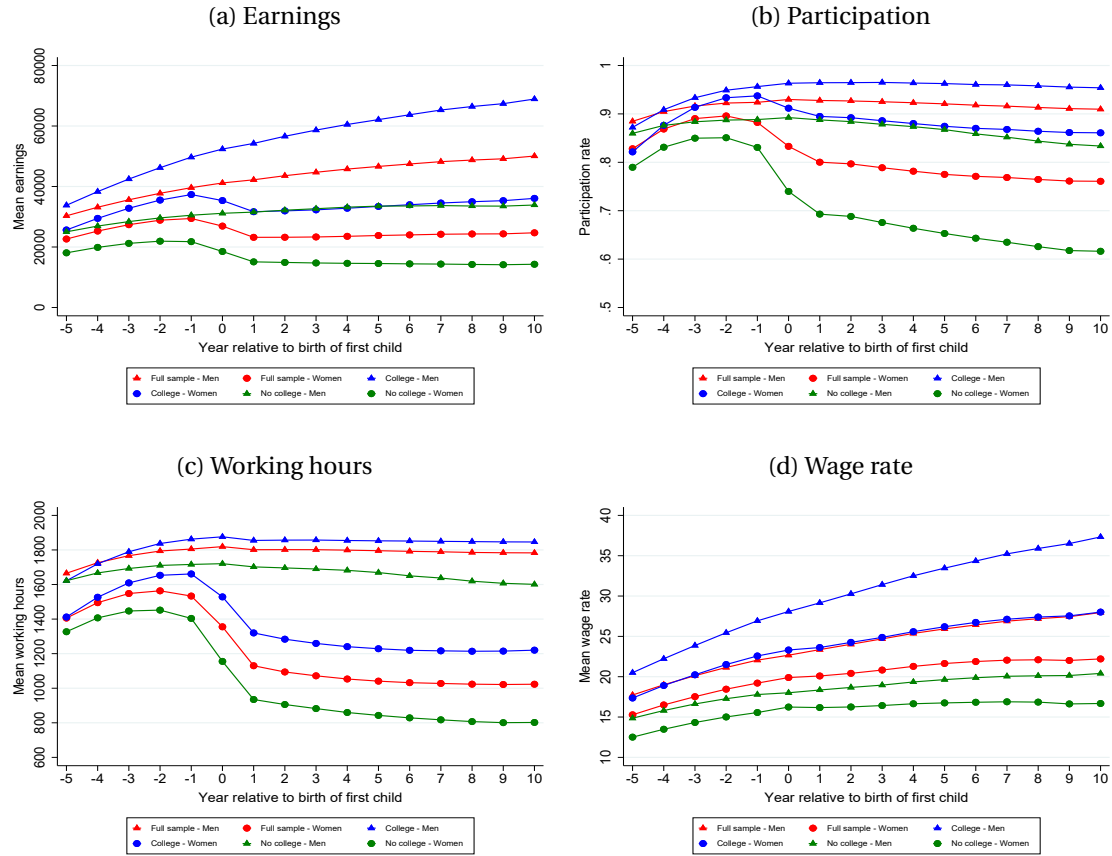 (a) Earnings
Mean earnings
0 20000 40000 60000 80000
-5 -4 -3 -2 -1 0 1 2 3 4 5 6 7 8 9 10
Year relative to birth of first child
Full sample - Men Full sample - Women College - Men
College - Women No college - Men No college - Women
(b) Participation
Participation rate
.5 .6 .7 .8 .9 1
-5 -4 -3 -2 -1 0 1 2 3 4 5 6 7 8 9 10
Year relative to birth of first child
Full sample - Men Full sample - Women College - Men
College - Women No college - Men No college - Women
(c) Working hours
Mean working hours
600 800 1000 1200 1400 1600 1800 2000
-5 -4 -3 -2 -1 0 1 2 3 4 5 6 7 8 9 10
Year relative to birth of first child
Full sample - Men Full sample - Women College - Men
College - Women No college - Men No college - Women
(d) Wage rate
Mean wage rate
10 15 20 25 30 35 40
-5 -4 -3 -2 -1 0 1 2 3 4 5 6 7 8 9 10
Year relative to birth of first child
Full sample - Men Full sample - Women College - Men
College - Women No college - Men No college - Women